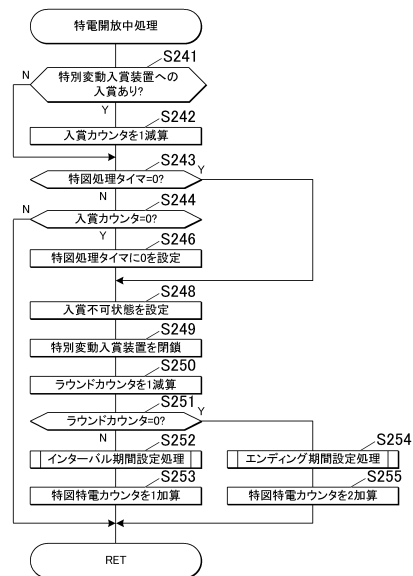 特電開放中処理
S241
特別変動入賞装置への
入賞あり?
N
Y
S242
入賞カウンタを1減算
S243
特図処理タイマ=0?
Y
N
S244
入賞カウンタ=0?
N
Y
S246
特図処理タイマに0を設定
S248
入賞不可状態を設定
S249
特別変動入賞装置を閉鎖
S250
ラウンドカウンタを1減算
S251
ラウンドカウンタ=0?
Y
N
S252
インターバル期間設定処理
S254
エンディング期間設定処理
S253
特図特電カウンタを1加算
S255
特図特電カウンタを2加算
RET